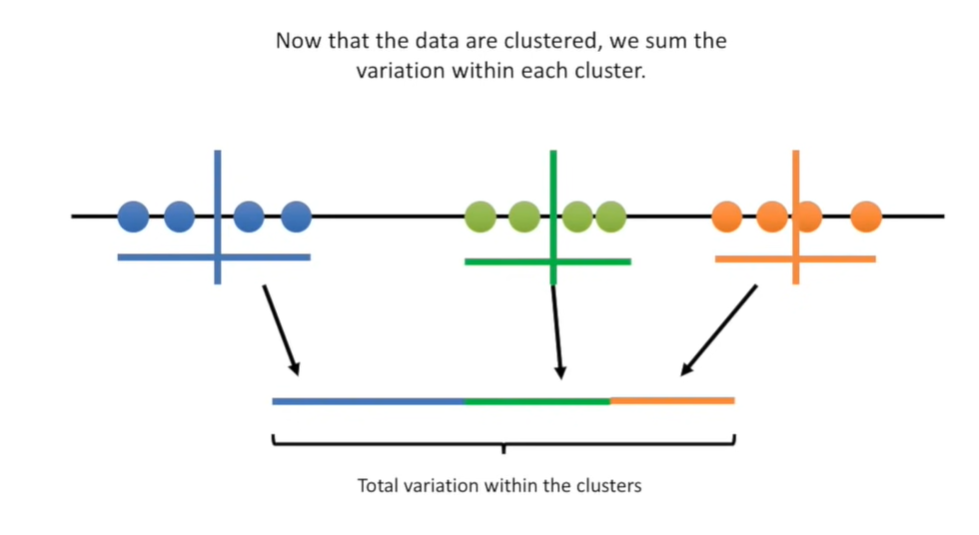 Now that the data are clustered, we sum the
variation within each cluster.
Total variation within the clusters